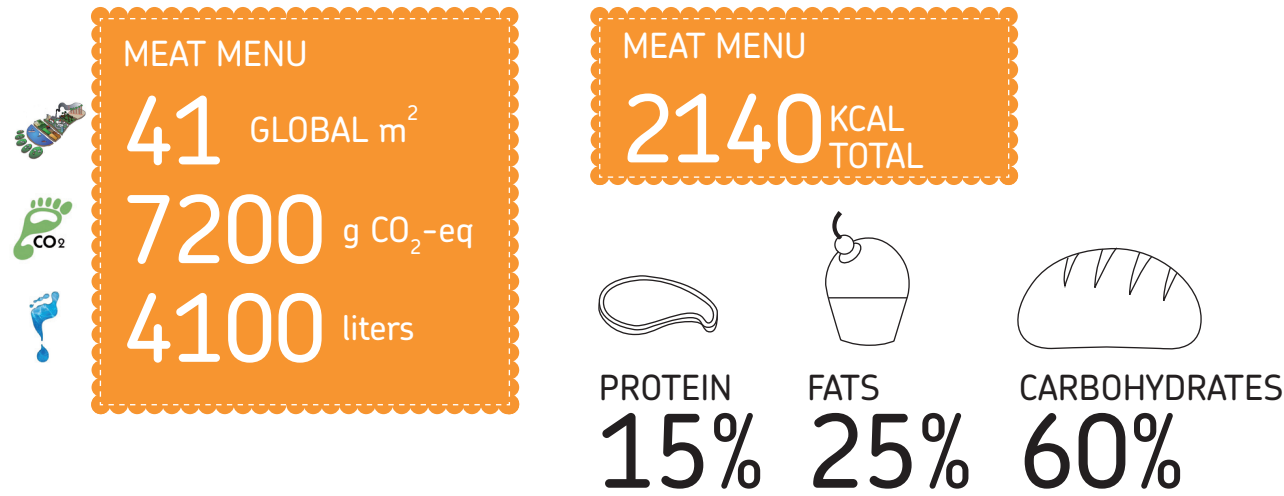 MEAT MENU
41 GLOBAL m²
CO₂
7200 g CO₂-eq
4100 liters
MEAT MENU
2140 KCAL TOTAL
PROTEIN FATS CARBOHYDRATES
15% 25% 60%